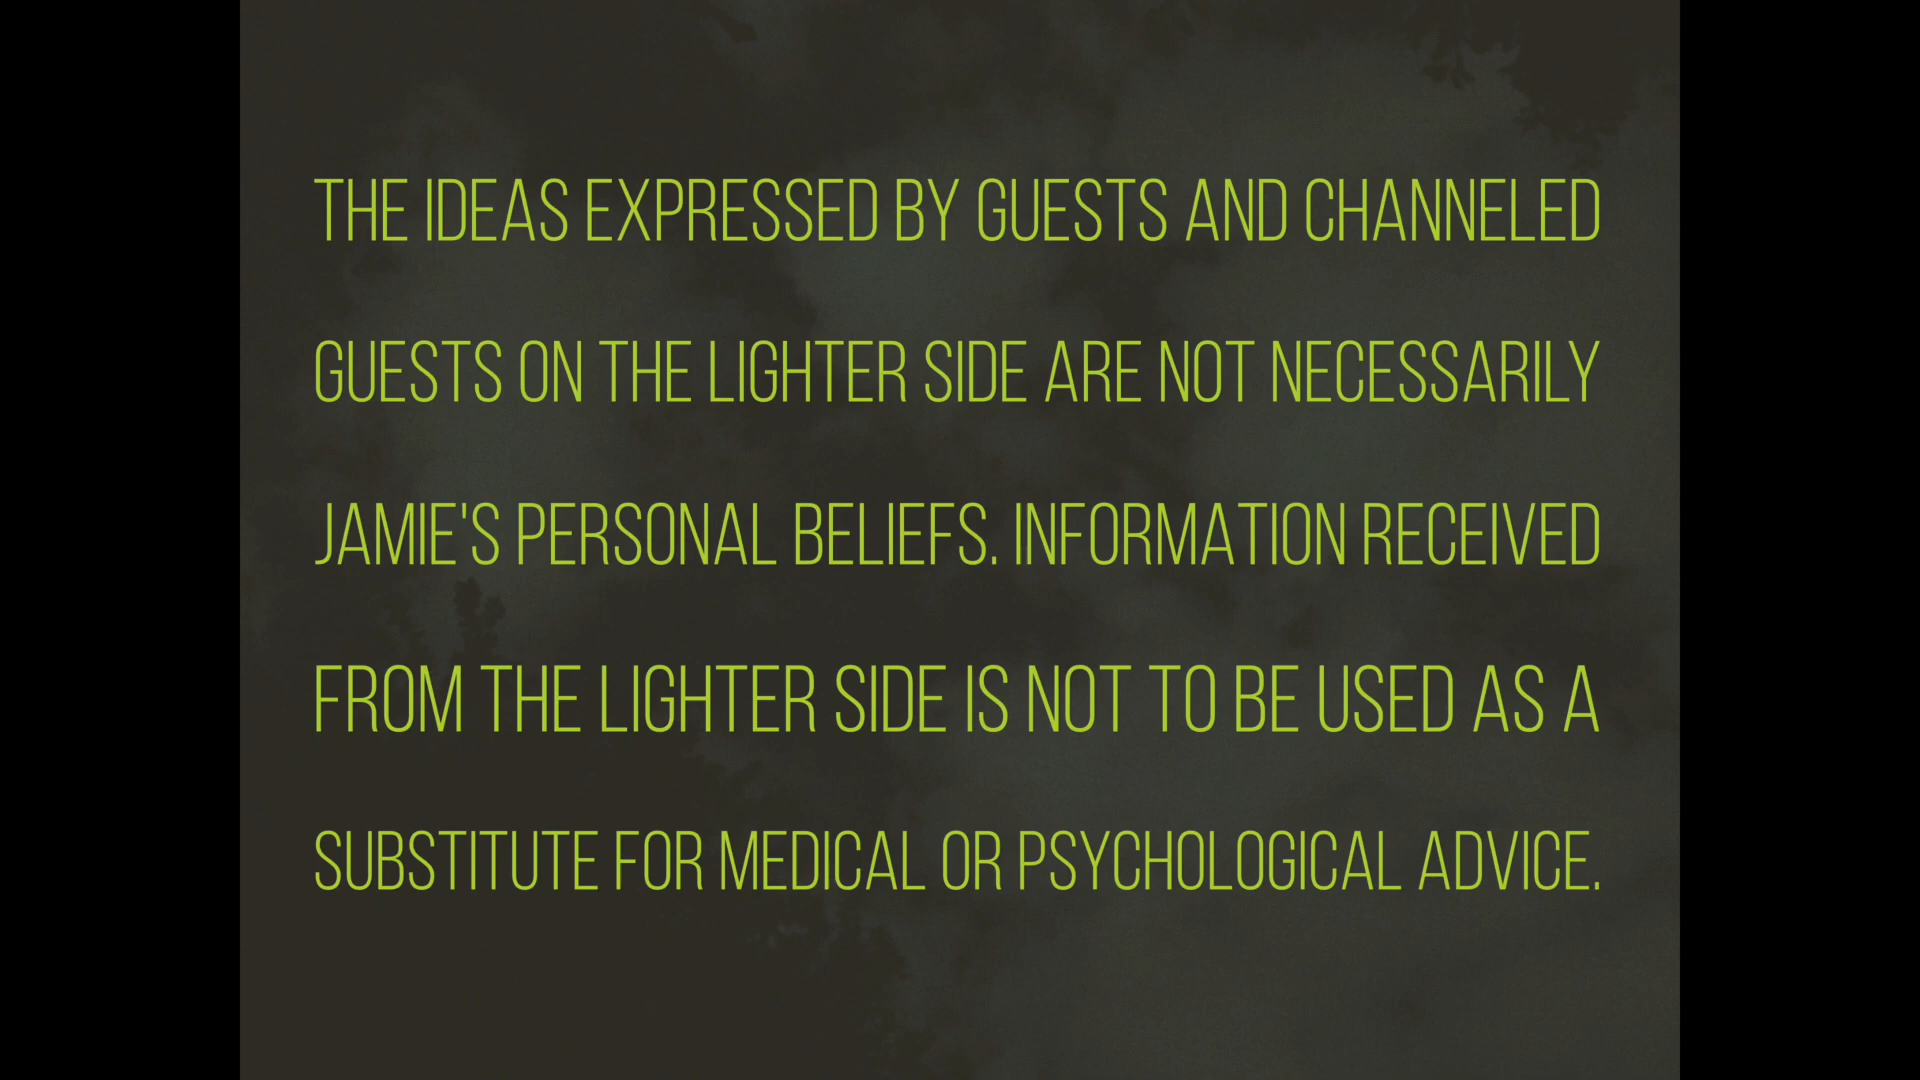 THE IDEAS EXPRESSED BY GUESTS AND CHANNELED
GUESTS ON THE LIGHTER SIDE ARE NOT NECESSARILY
JAMIE'S PERSONAL BELIEFS. INFORMATION RECEIVED
FROM THE LIGHTER SIDE IS NOT TO BE USED AS A
SUBSTITUTE FOR MEDICAL OR PSYCHOLOGICAL ADVICE.